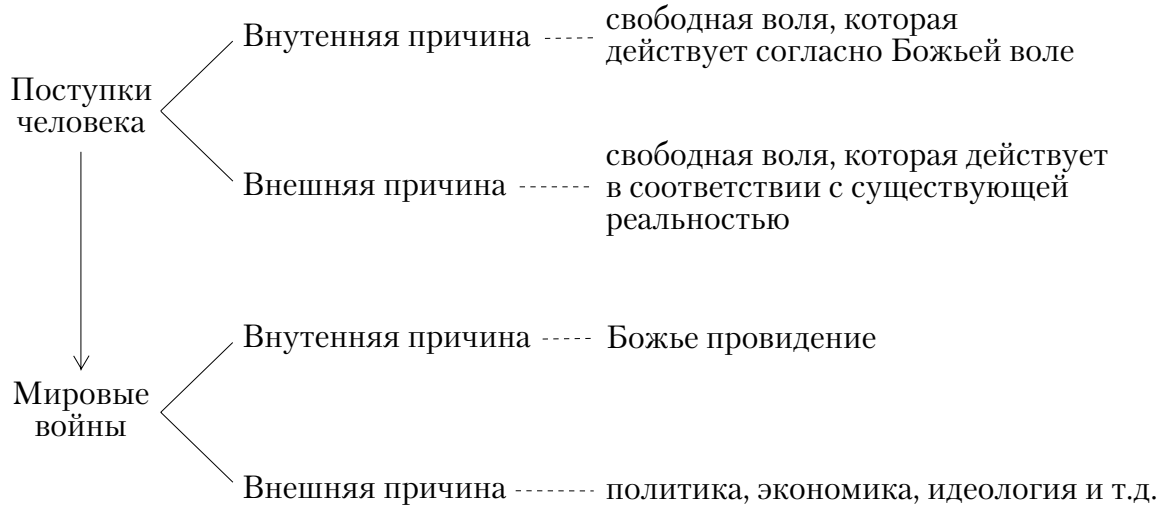 Внутенняя причина
свободная воля, которая
действует согласно Божьей воле
Поступки
человека
Внешняя причина
свободная воля, которая действует
в соответствии с существующей
реальностью
Внутенняя причина
Божье провидение
Мировые
войны
Внешняя причина
политика, экономика, идеология и т.д.